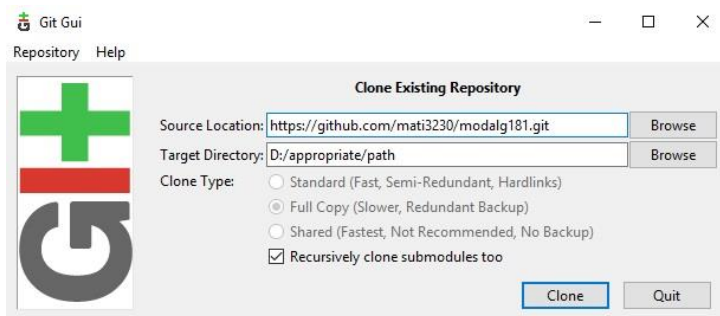 Git Gui
Repository Help
Clone Existing Repository
Source Location: https://github.com/mati3230/modalg181.git Browse
Target Directory: D:/appropriate/path Browse
Clone Type: Standard (Fast, Semi-Redundant, Hardlinks)
Full Copy (Slower, Redundant Backup)
Shared (Fastest, Not Recommended, No Backup)
Recursively clone submodules too
Clone Quit
Git